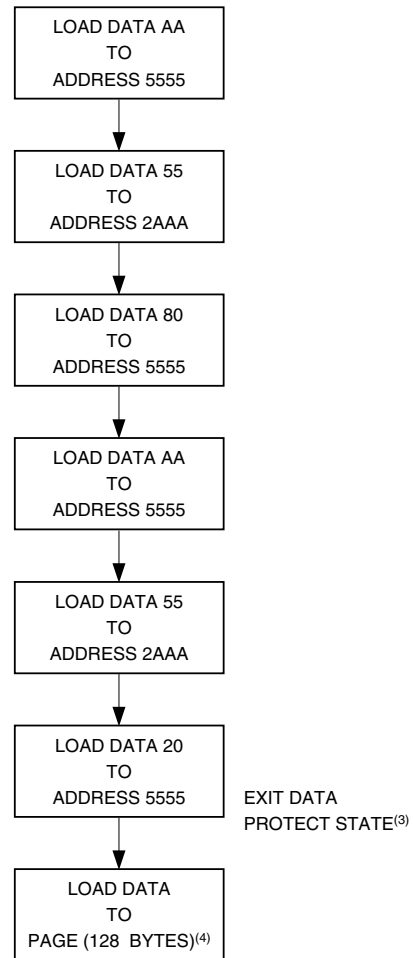 LOAD DATA AA
TO
ADDRESS 5555
LOAD DATA 55
TO
ADDRESS 2AAA
LOAD DATA 80
TO
ADDRESS 5555
LOAD DATA AA
TO
ADDRESS 5555
LOAD DATA 55
TO
ADDRESS 2AAA
LOAD DATA 20
TO
ADDRESS 5555
EXIT DATA
PROTECT STATE(3)
LOAD DATA
TO
PAGE (128 BYTES)(4)